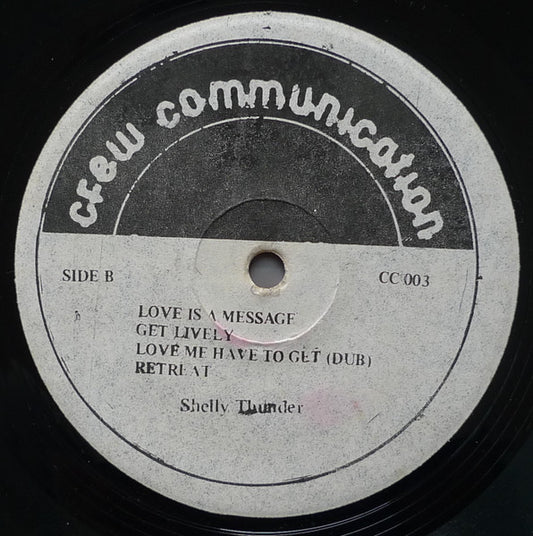 crew communication
SIDE B
CC 003
LOVE IS A MESSAGE
GET LIVELY
LOVE ME HAVE TO GET (DUB)
RETREAT
Shelly Thunder